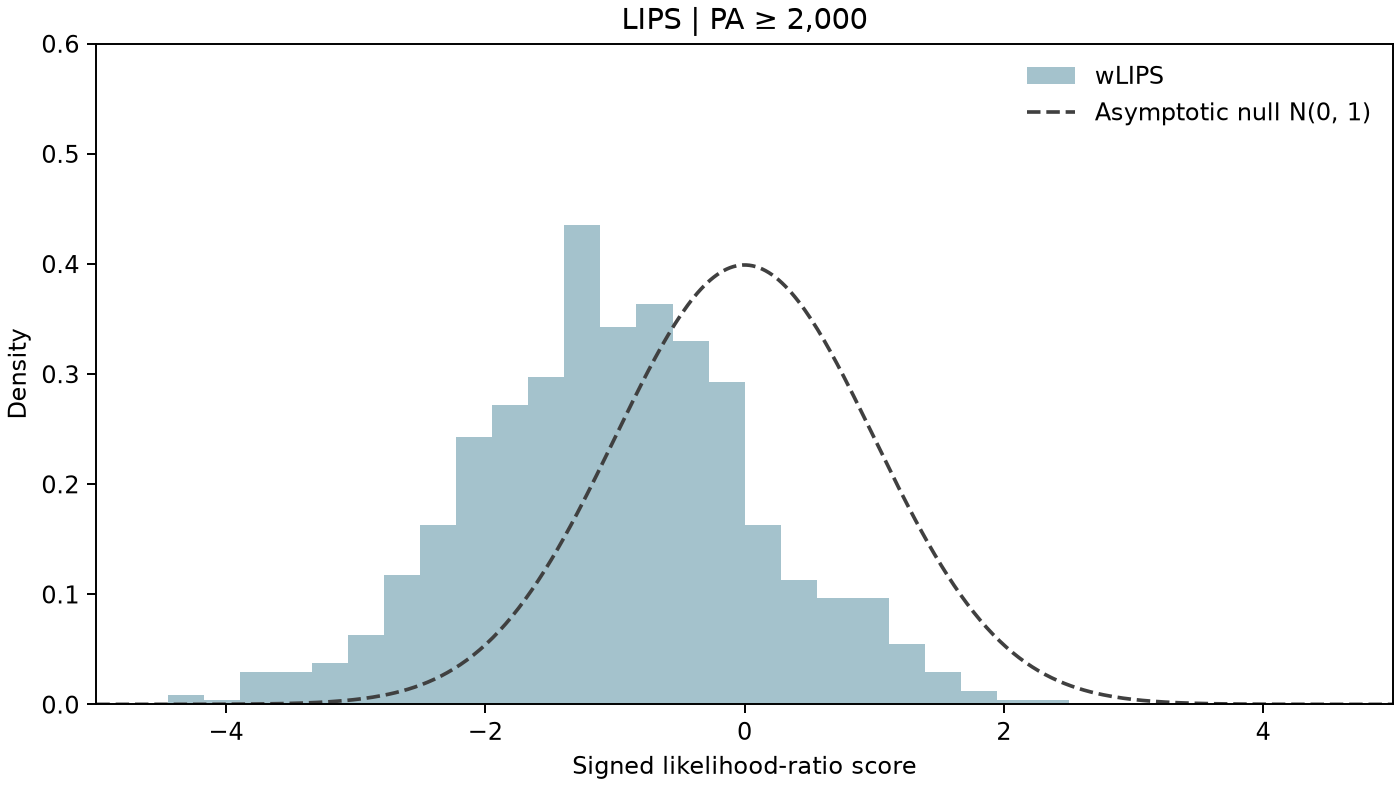 LIPS | PA ≥ 2,000
wLIPS
Asymptotic null N(0, 1)
0.6
0.5
0.4
0.3
0.2
0.1
0.0
Density
−4
−2
0
2
4
Signed likelihood-ratio score